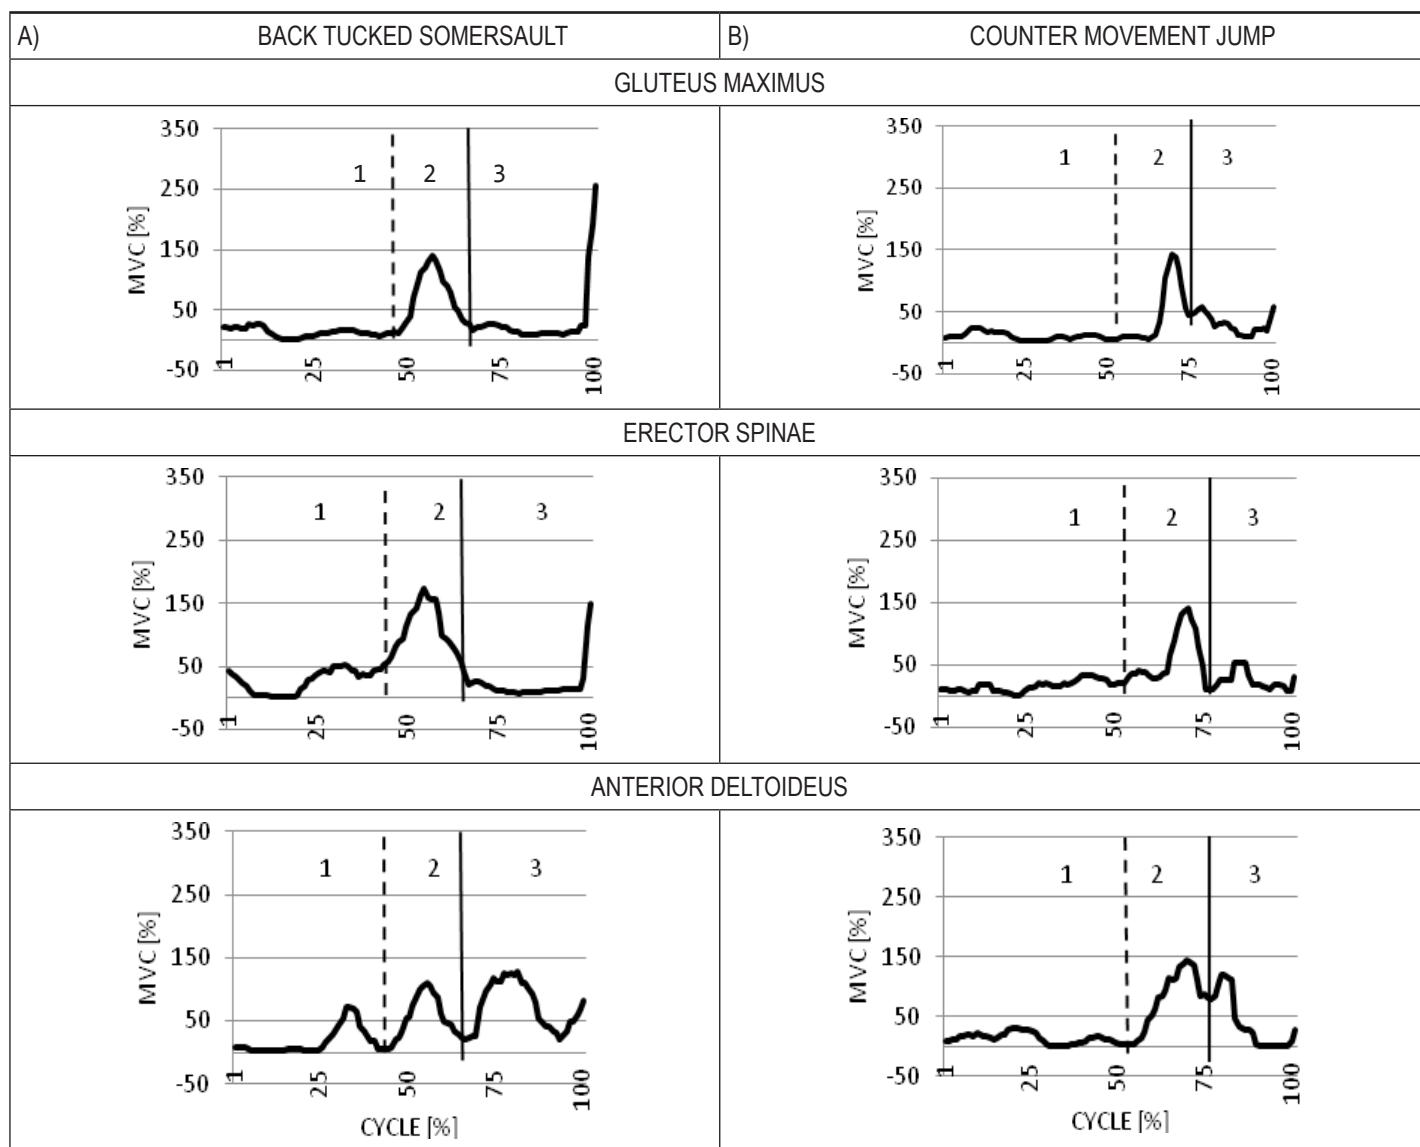 A) BACK TUCKED SOMERSAULT B) COUNTER MOVEMENT JUMP
GLUTEUS MAXIMUS
350
250
150
50
-50
MVC [%]
1 2 3
1 25 50 75 100
350
250
150
50
-50
MVC [%]
1 2 3
1 25 50 75 100
ERECTOR SPINAE
350
250
150
50
-50
MVC [%]
1 2 3
1 25 50 75 100
350
250
150
50
-50
MVC [%]
1 2 3
1 25 50 75 100
ANTERIOR DELTOIDEUS
350
250
150
50
-50
MVC [%]
1 2 3
1 25 50 75 100
CYCLE [%]
350
250
150
50
-50
MVC [%]
1 2 3
1 25 50 75 100
CYCLE [%]